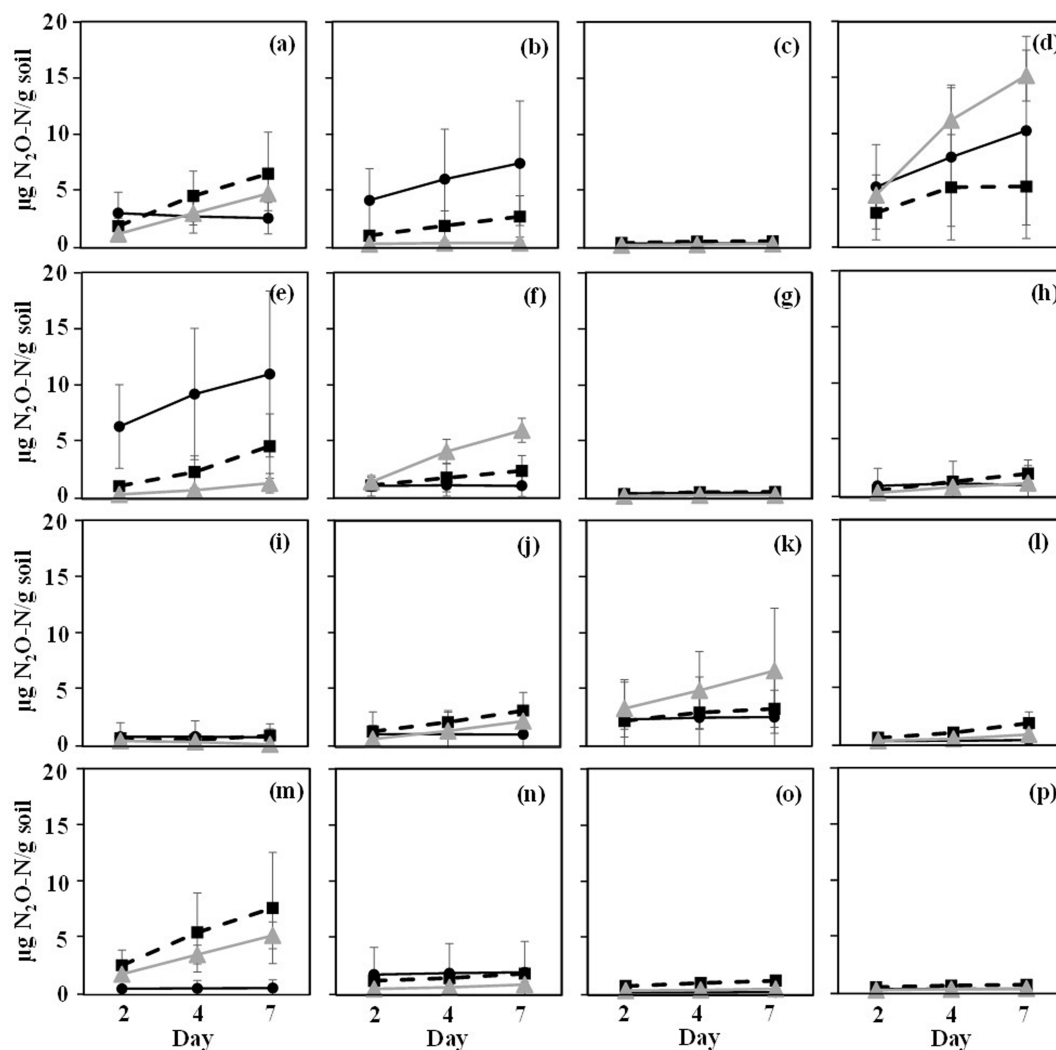 µg N₂O-N/g soil
20
15
10
5
0
(a)
(b)
(c)
(d)
µg N₂O-N/g soil
20
15
10
5
0
(e)
(f)
(g)
(h)
µg N₂O-N/g soil
20
15
10
5
0
(i)
(j)
(k)
(l)
µg N₂O-N/g soil
20
15
10
5
0
(m)
(n)
(o)
(p)
2 4 7
2 4 7
2 4 7
2 4 7
Day
Day
Day
Day